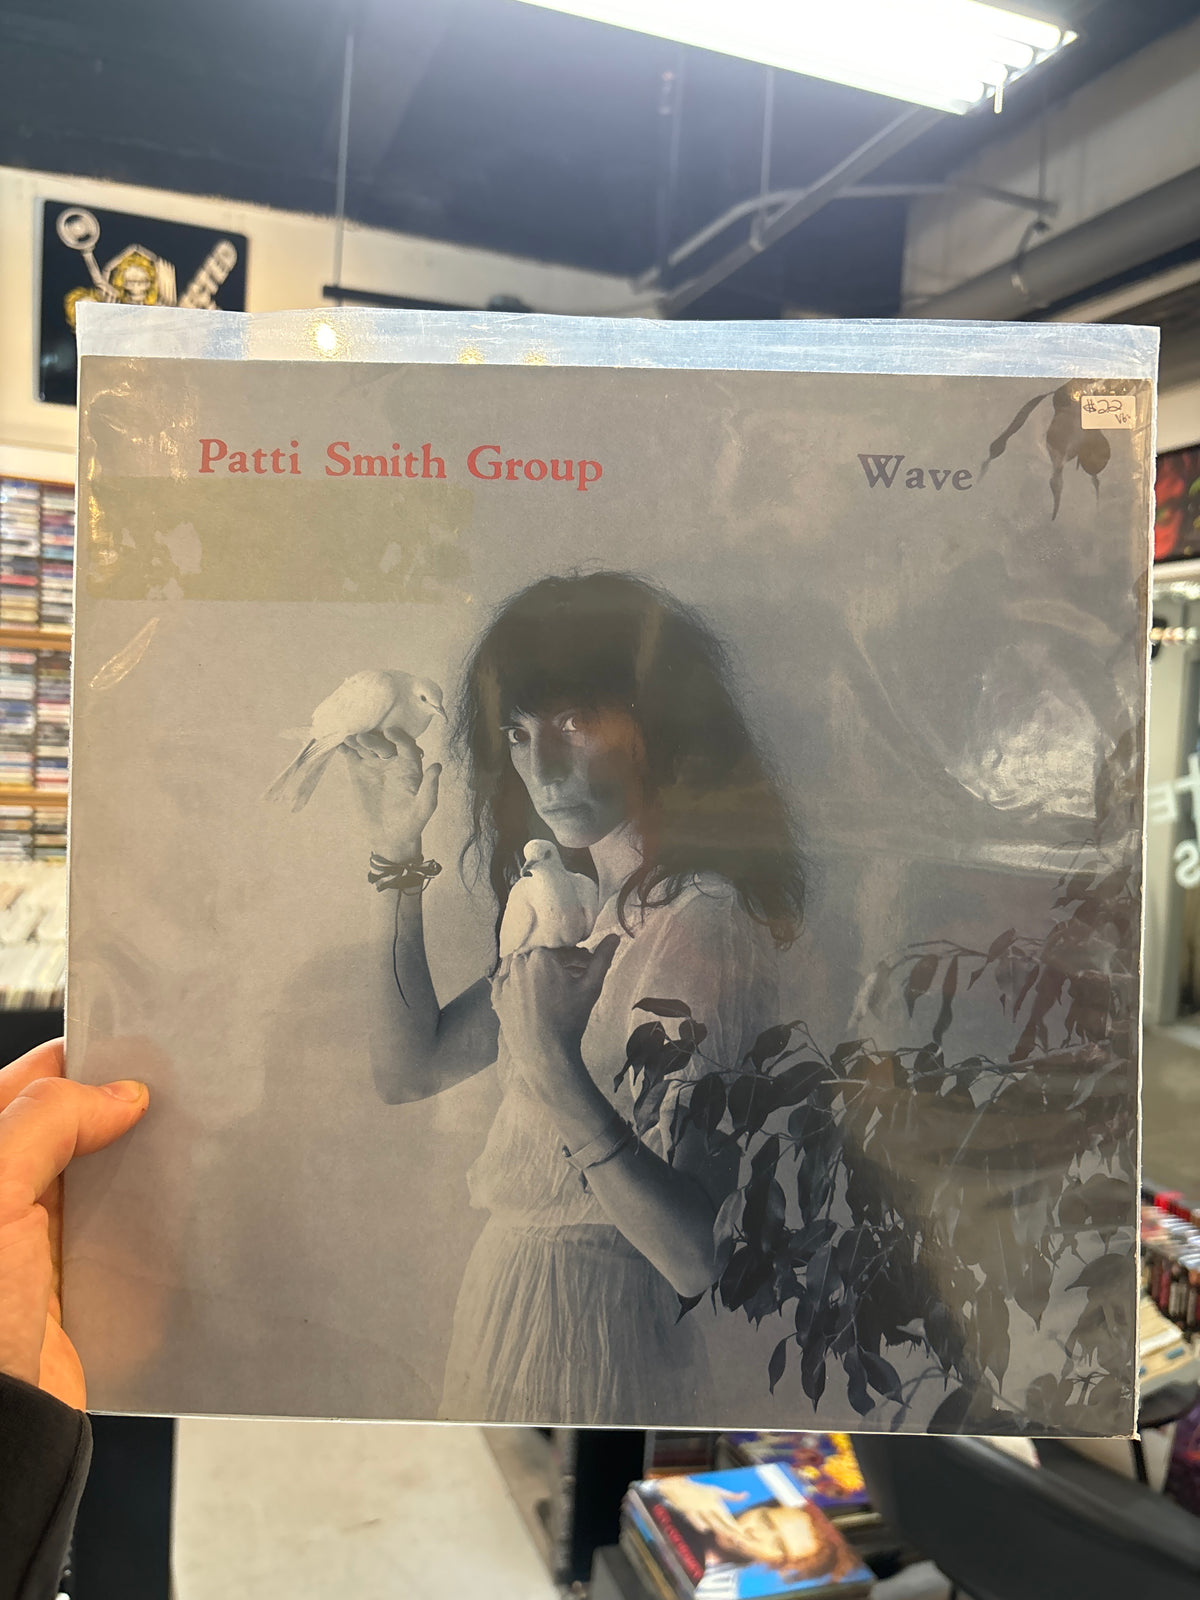 Patti Smith Group
Wave
$22